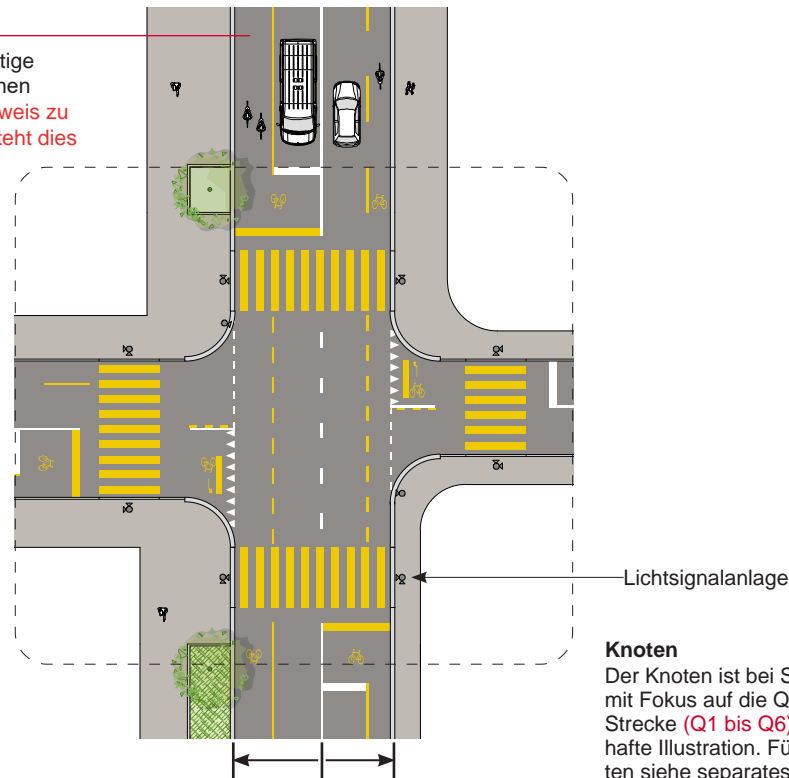 tige
nen
weis zu
teht dies
Lichtsignalanlage
Knoten
Der Knoten ist bei S
mit Fokus auf die Q
Strecke (Q1 bis Q6)
hafte Illustration. Fü
ten siehe separates